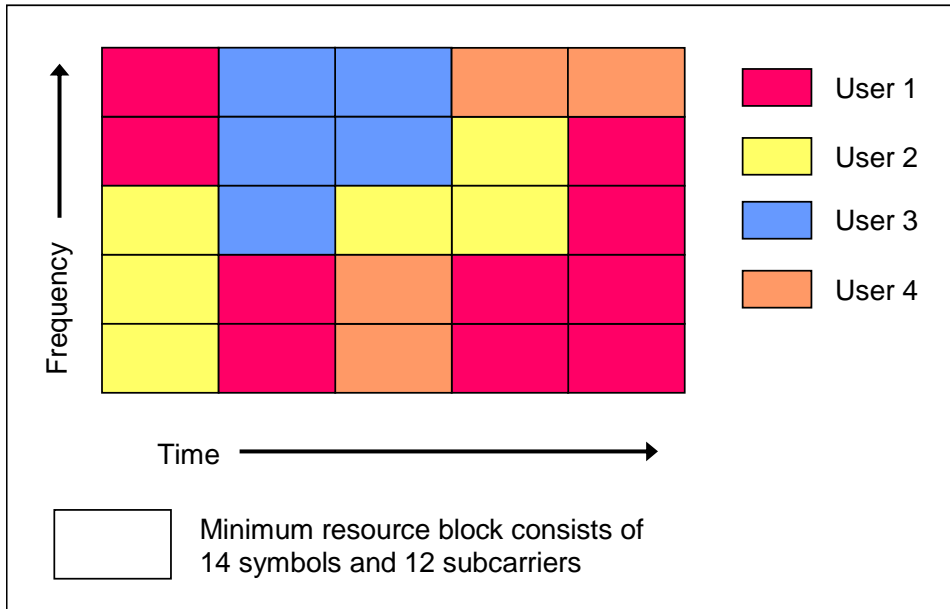 User 1
User 2
User 3
User 4
Frequency
Time
Minimum resource block consists of
14 symbols and 12 subcarriers